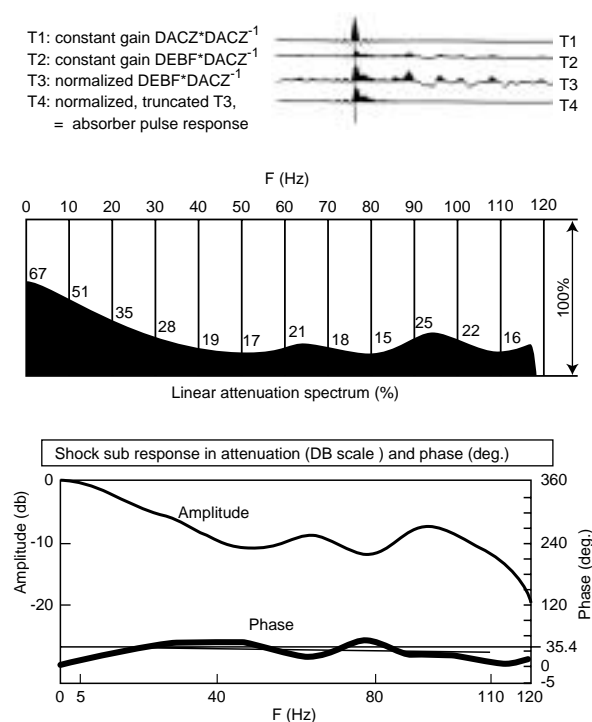 T1: constant gain DACZ*DACZ⁻¹
T2: constant gain DEBF*DACZ⁻¹
T3: normalized DEBF*DACZ⁻¹
T4: normalized, truncated T3,
= absorber pulse response
T1
T2
T3
T4
F (Hz)
0 10 20 30 40 50 60 70 80 90 100 110 120
67 51 35 28 19 17 21 18 15 25 22 16
100%
Linear attenuation spectrum (%)
Shock sub response in attenuation (DB scale ) and phase (deg.)
0 -10 -20
Amplitude (db)
Amplitude
Phase
360 240 120 35.4 0 -5
Phase (deg.)
0 5 40 80 110 120
F (Hz)